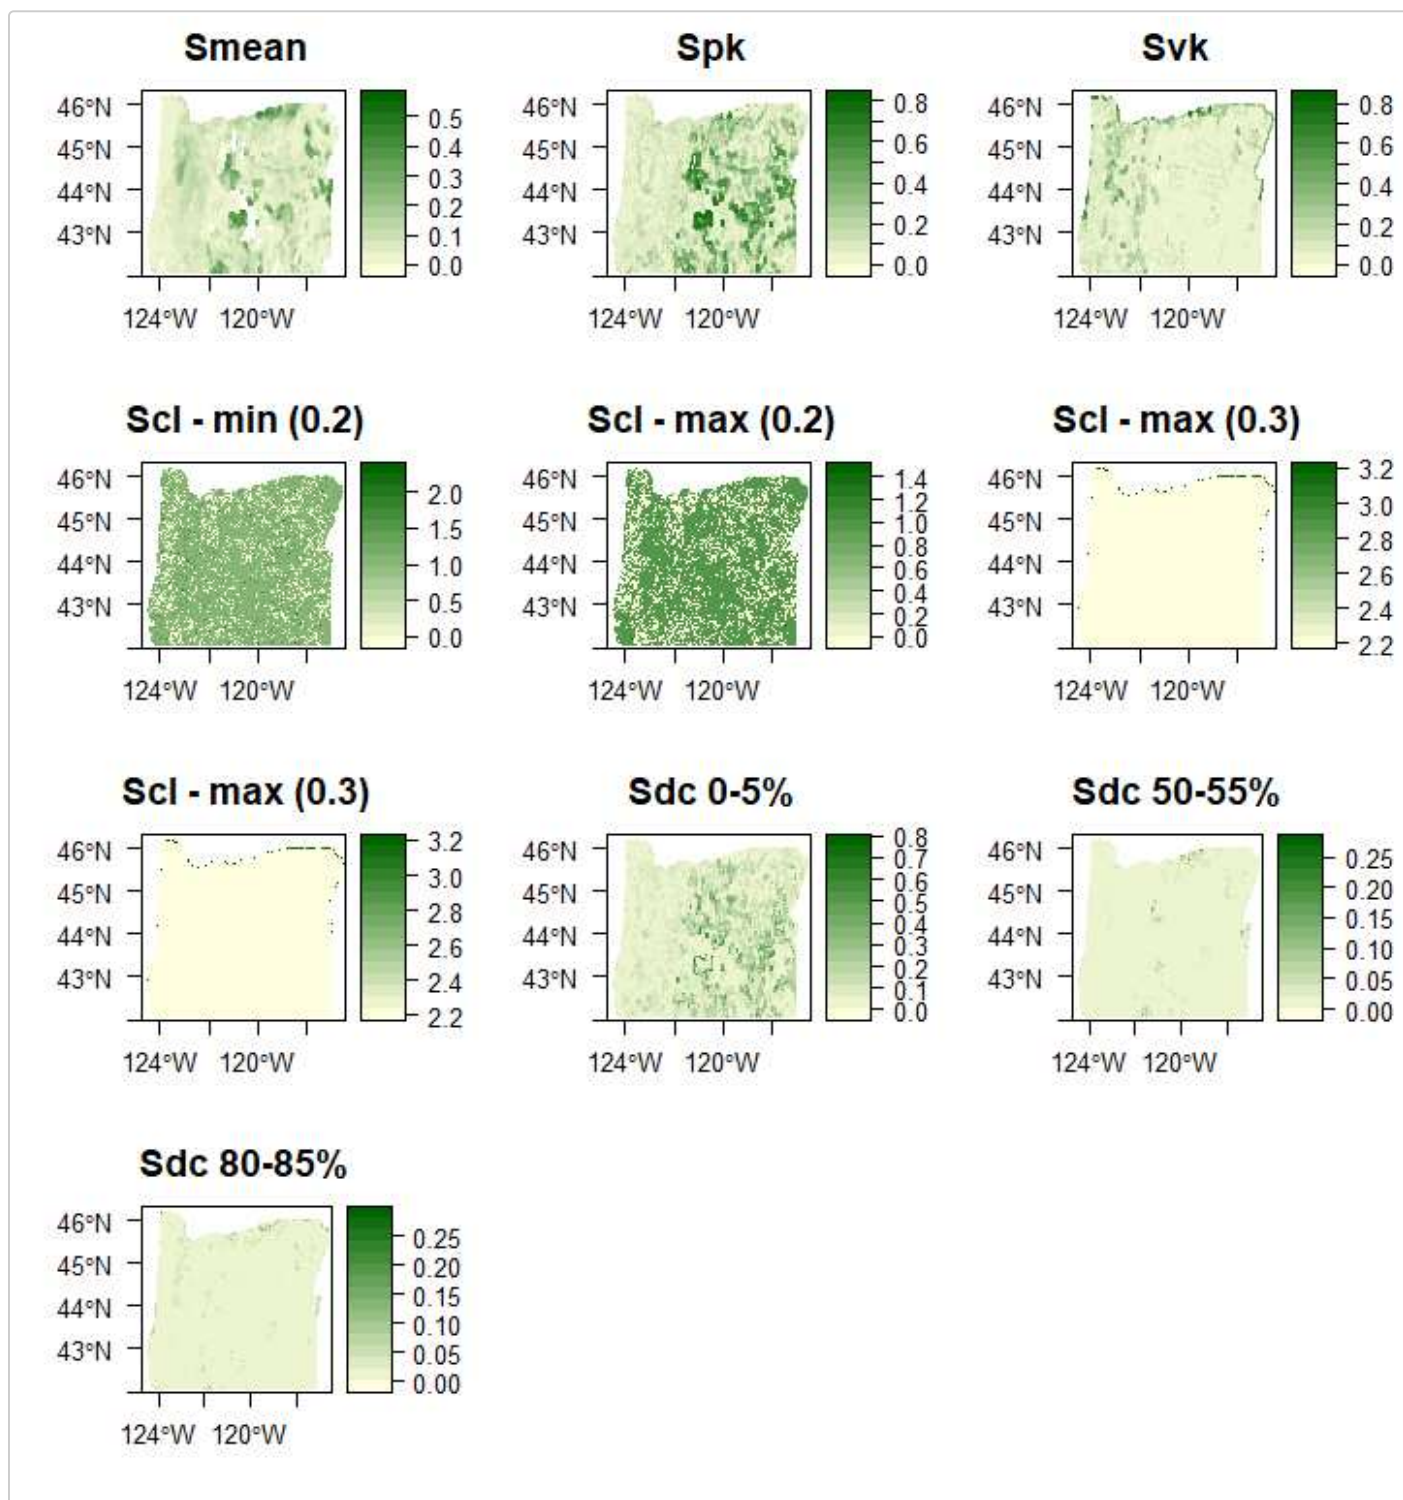 Smean Spk Svk
46°N 0.5 46°N 0.8 46°N 0.8
45°N 0.4 45°N 0.6 45°N 0.6
44°N 0.3 44°N 0.4 44°N 0.4
43°N 0.2 43°N 0.2 43°N 0.2
0.1 0.0 0.0
0.0
124°W 120°W 124°W 120°W 124°W 120°W
Scl - min (0.2) Scl - max (0.2) Scl - max (0.3)
46°N 2.0 46°N 1.4 46°N 3.2
45°N 1.5 45°N 1.2 45°N 3.0
44°N 1.0 44°N 1.0 44°N 2.8
43°N 0.5 43°N 0.8 43°N 2.6
0.0 0.6 2.4
0.4 2.2
0.2
0.0
124°W 120°W 124°W 120°W 124°W 120°W
Scl - max (0.3) Sdc 0-5% Sdc 50-55%
46°N 3.2 46°N 0.8 46°N 0.25
45°N 3.0 45°N 0.7 45°N 0.20
44°N 2.8 44°N 0.6 44°N 0.15
43°N 2.6 43°N 0.5 43°N 0.10
2.4 0.4 0.05
2.2 0.3 0.00
0.2
0.1
0.0
124°W 120°W 124°W 120°W 124°W 120°W
Sdc 80-85%
46°N 0.25
45°N 0.20
44°N 0.15
43°N 0.10
0.05
0.00
124°W 120°W